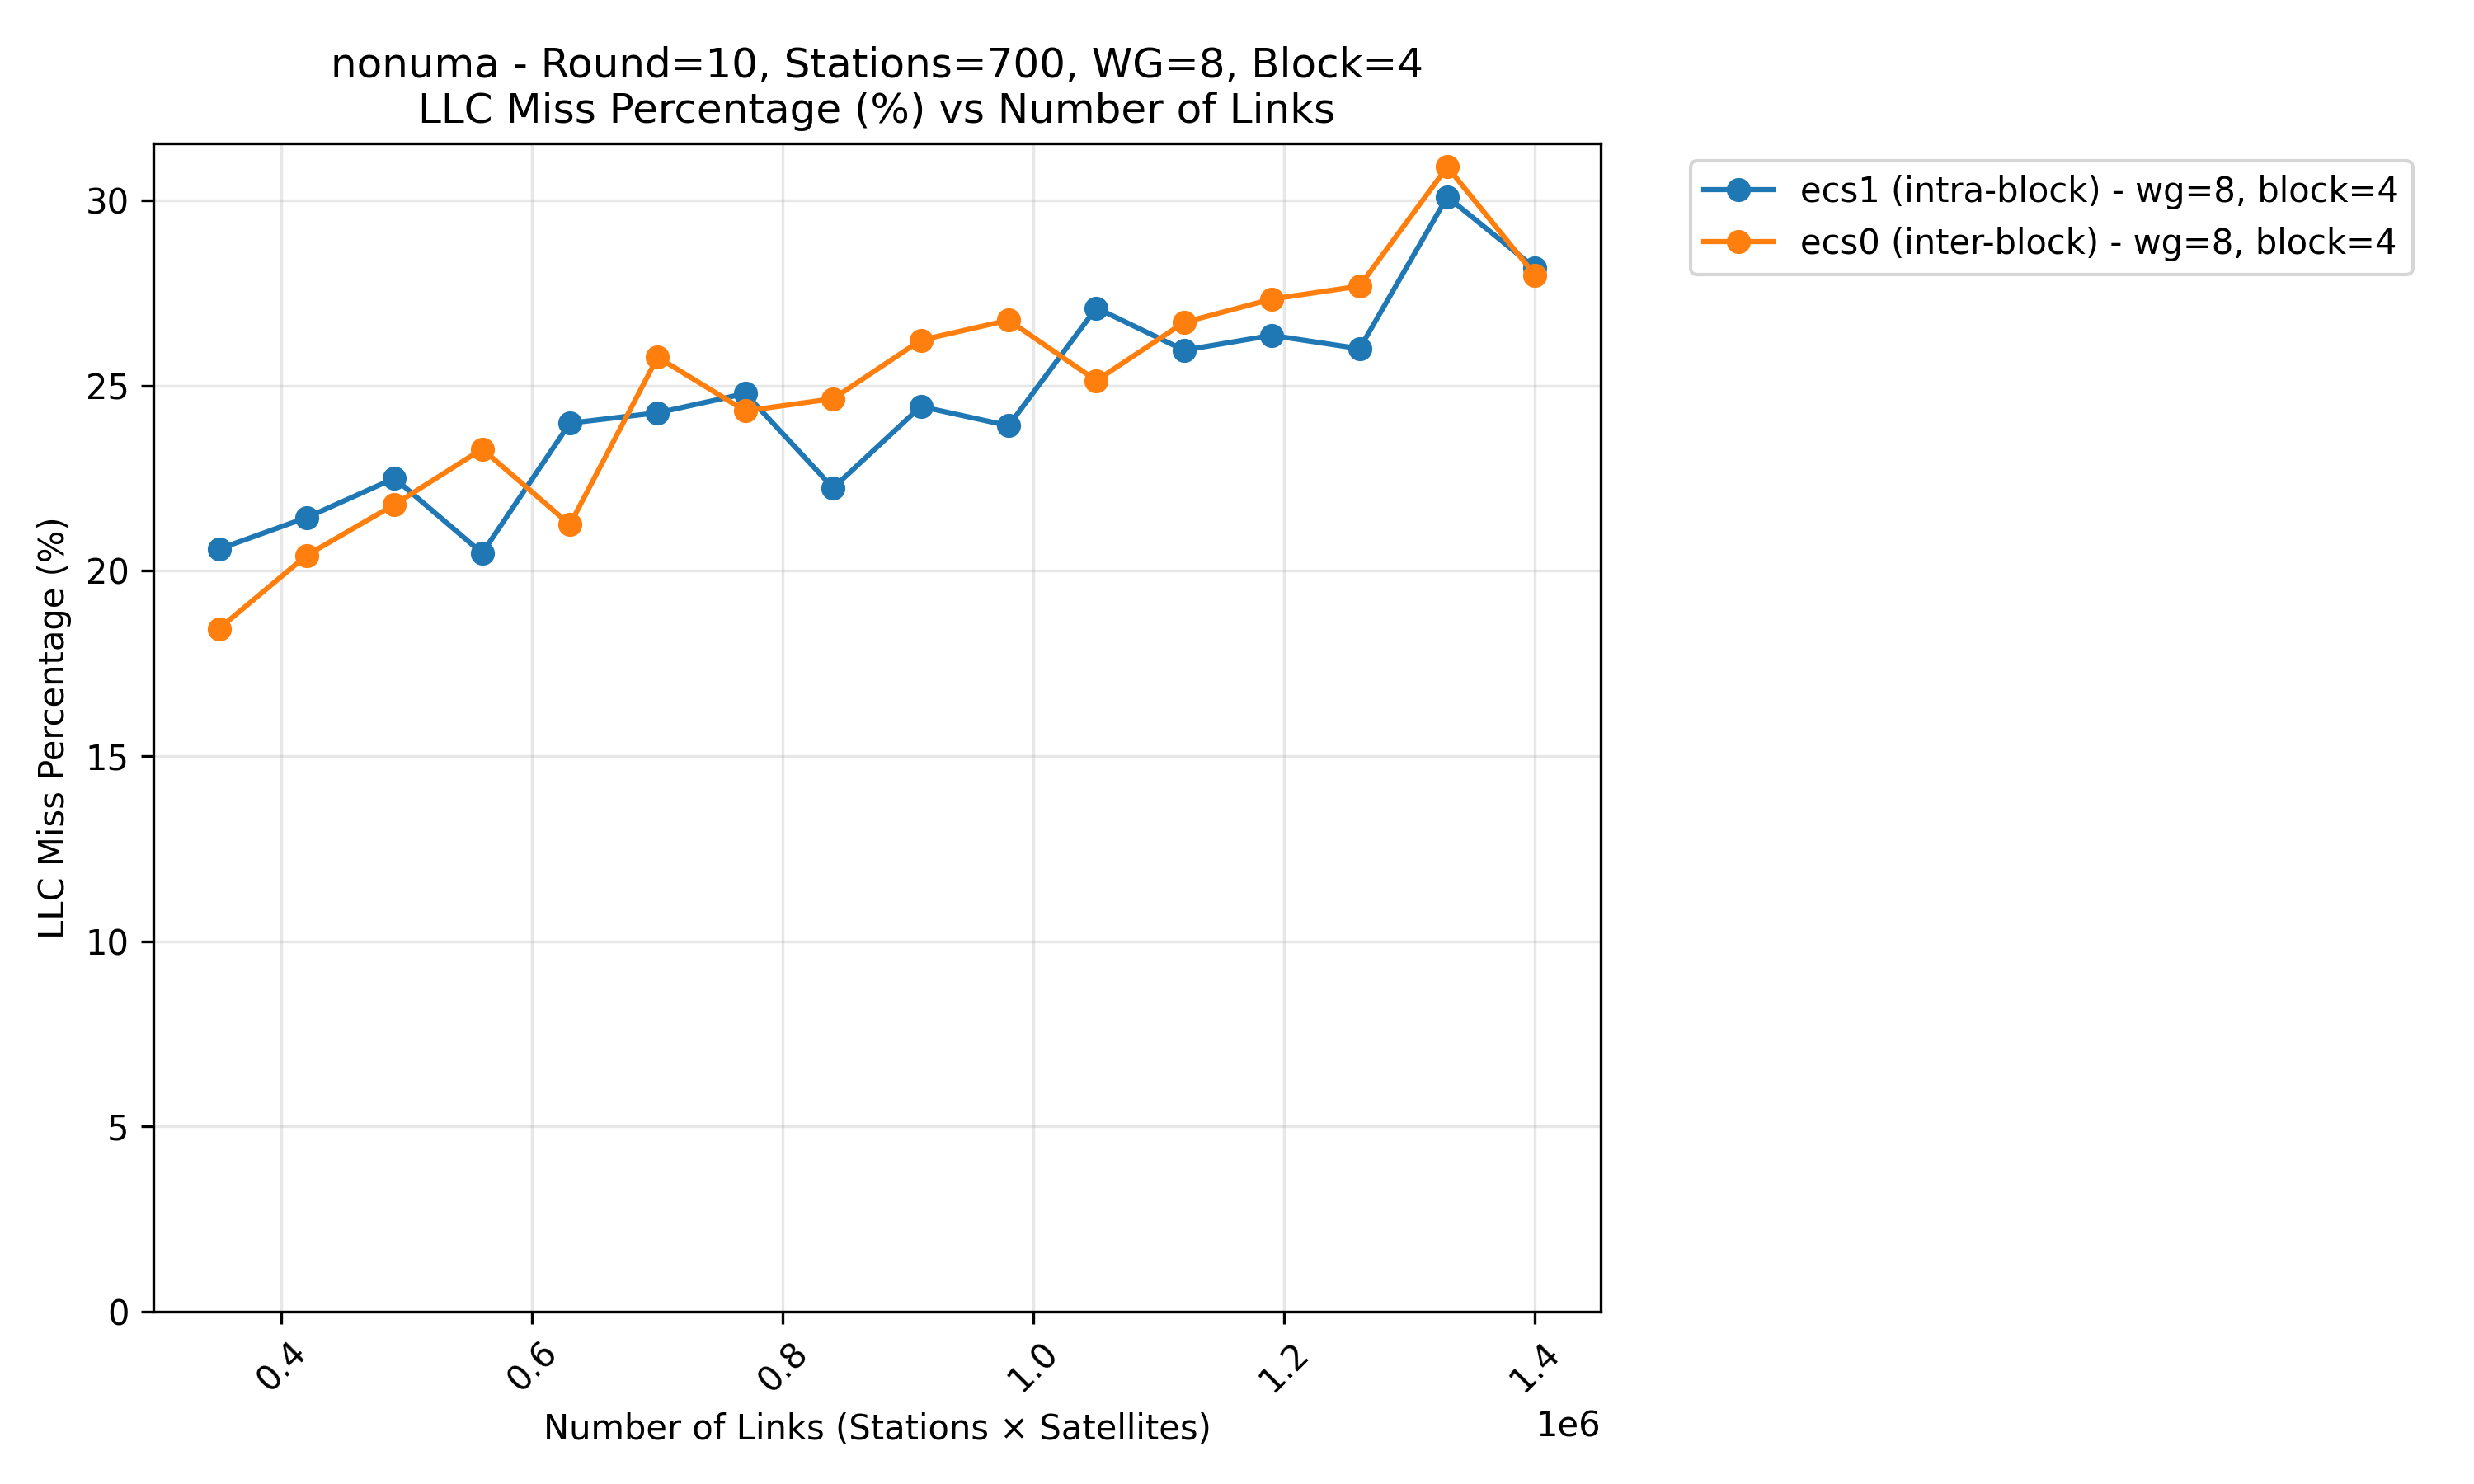 nonuma - Round=10, Stations=700, WG=8, Block=4
LLC Miss Percentage (%) vs Number of Links
ecs1 (intra-block) - wg=8, block=4
ecs0 (inter-block) - wg=8, block=4
LLC Miss Percentage (%)
30
25
20
15
10
5
0
0.4
0.6
0.8
1.0
1.2
1.4
1e6
Number of Links (Stations × Satellites)